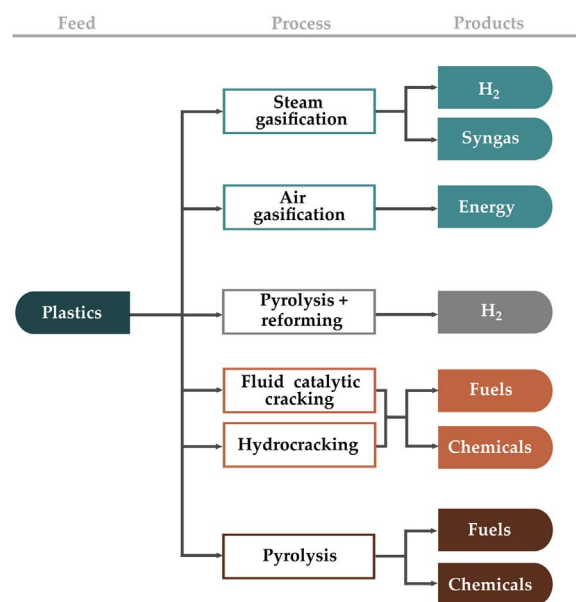 Feed Process Products
Steam
gasification
H₂
Syngas
Air
gasification
Energy
Plastics
Pyrolysis +
reforming
H₂
Fluid catalytic
cracking
Hydrocracking
Fuels
Chemicals
Pyrolysis
Fuels
Chemicals